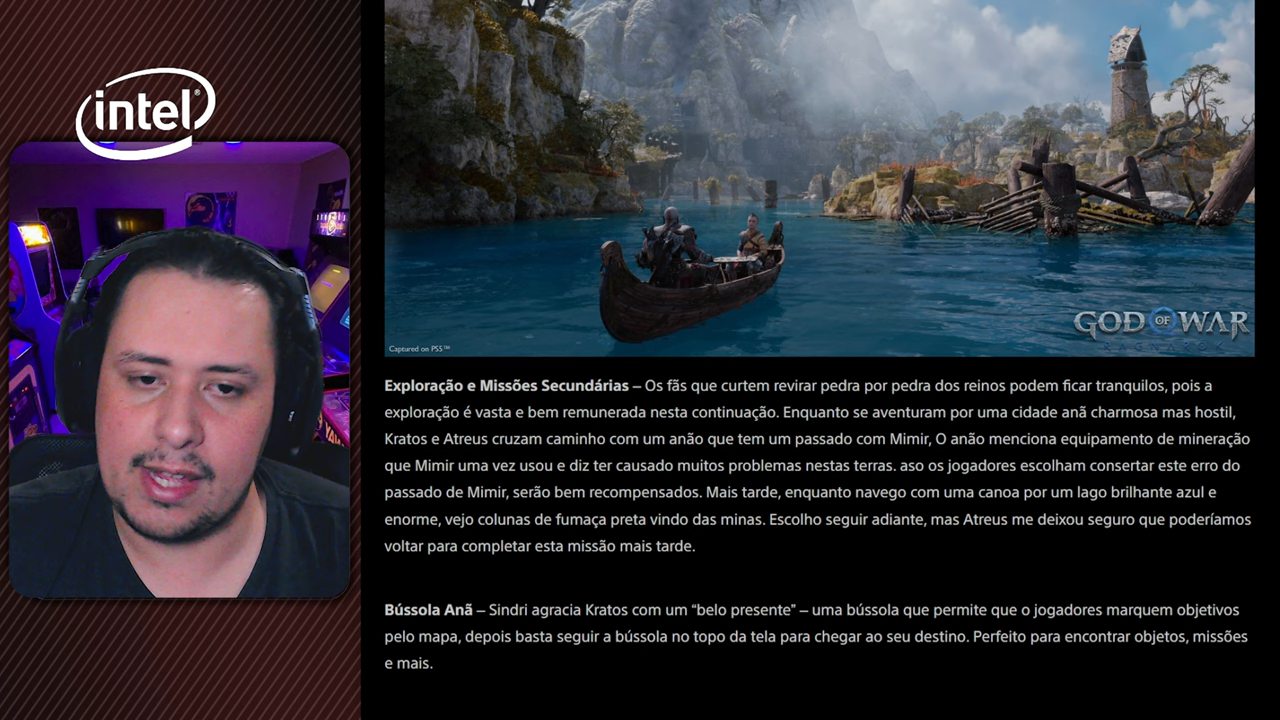 intel®
Captured on PS5™
GOD OF WAR
Exploração e Missões Secundárias – Os fãs que curtem revirar pedra por pedra dos reinos podem ficar tranquilos, pois a
exploração é vasta e bem remunerada nesta continuação. Enquanto se aventuram por uma cidade anã charmosa mas hostil,
Kratos e Atreus cruzam caminho com um anão que tem um passado com Mimir, O anão menciona equipamento de mineração
que Mimir uma vez usou e diz ter causado muitos problemas nestas terras. aso os jogadores escolham consertar este erro do
passado de Mimir, serão bem recompensados. Mais tarde, enquanto navego com uma canoa por um lago brilhante azul e
enorme, vejo colunas de fumaça preta vindo das minas. Escolho seguir adiante, mas Atreus me deixou seguro que poderíamos
voltar para completar esta missão mais tarde.
Bússola Anã – Sindri agracia Kratos com um “belo presente” – uma bússola que permite que o jogadores marquem objetivos
pelo mapa, depois basta seguir a bússola no topo da tela para chegar ao seu destino. Perfeito para encontrar objetos, missões
e mais.